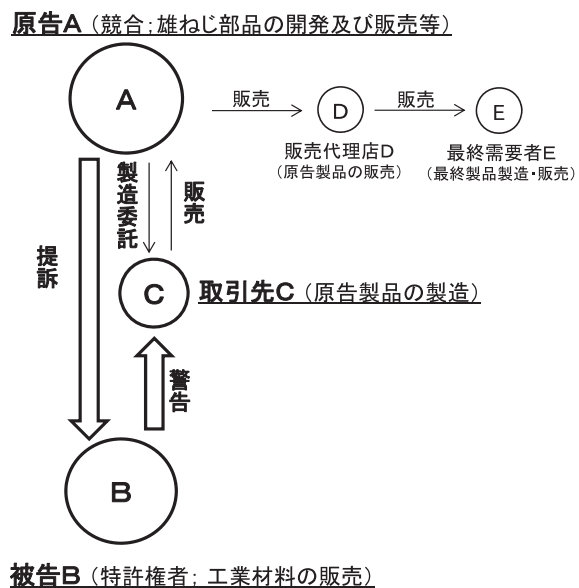 原告A（競合；雄ねじ部品の開発及び販売等）
A
販売
D
販売
E
販売代理店D
（原告製品の販売）
最終需要者E
（最終製品製造・販売）
製造委託
販売
提訴
C
取引先C（原告製品の製造）
警告
B
被告B（特許権者；工業材料の販売）